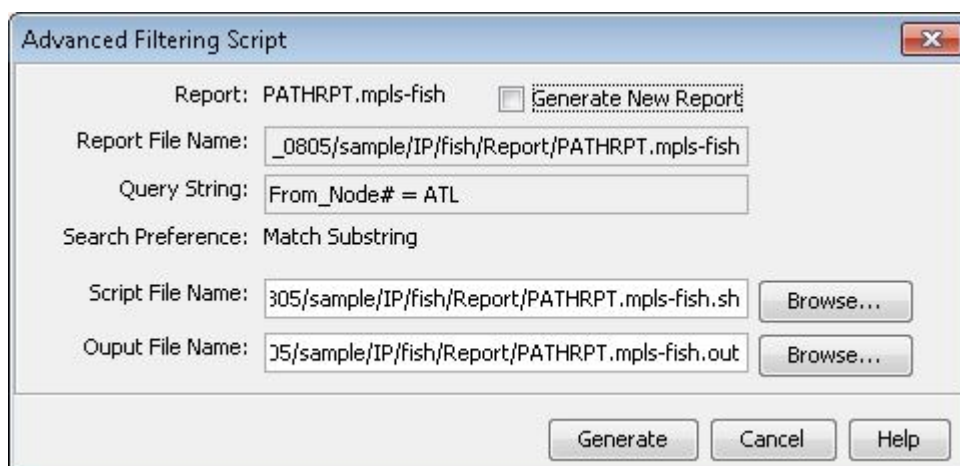 Advanced Filtering Script
Report: PATHRPT.mpls-fish Generate New Report
Report File Name: _0805/sample/IP/fish/Report/PATHRPT.mpls-fish
Query String: From_Node# = ATL
Search Preference: Match Substring
Script File Name: 305/sample/IP/fish/Report/PATHRPT.mpls-fish.sh Browse...
Ouput File Name: 05/sample/IP/fish/Report/PATHRPT.mpls-fish.out Browse...
Generate Cancel Help